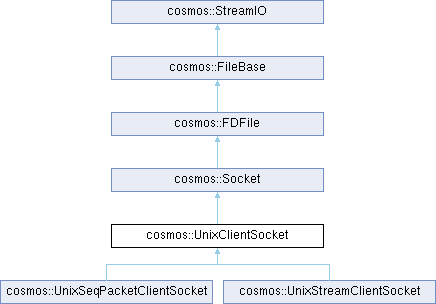 cosmos::StreamIO
cosmos::FileBase
cosmos::FDFile
cosmos::Socket
cosmos::UnixClientSocket
cosmos::UnixSeqPacketClientSocket
cosmos::UnixStreamClientSocket